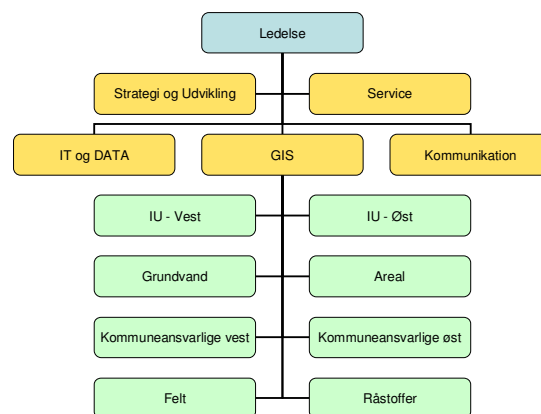 Ledelse
Strategi og Udvikling
Service
IT og DATA
GIS
Kommunikation
IU - Vest
IU - Øst
Grundvand
Areal
Kommuneansvarlige vest
Kommuneansvarlige øst
Felt
Råstoffer